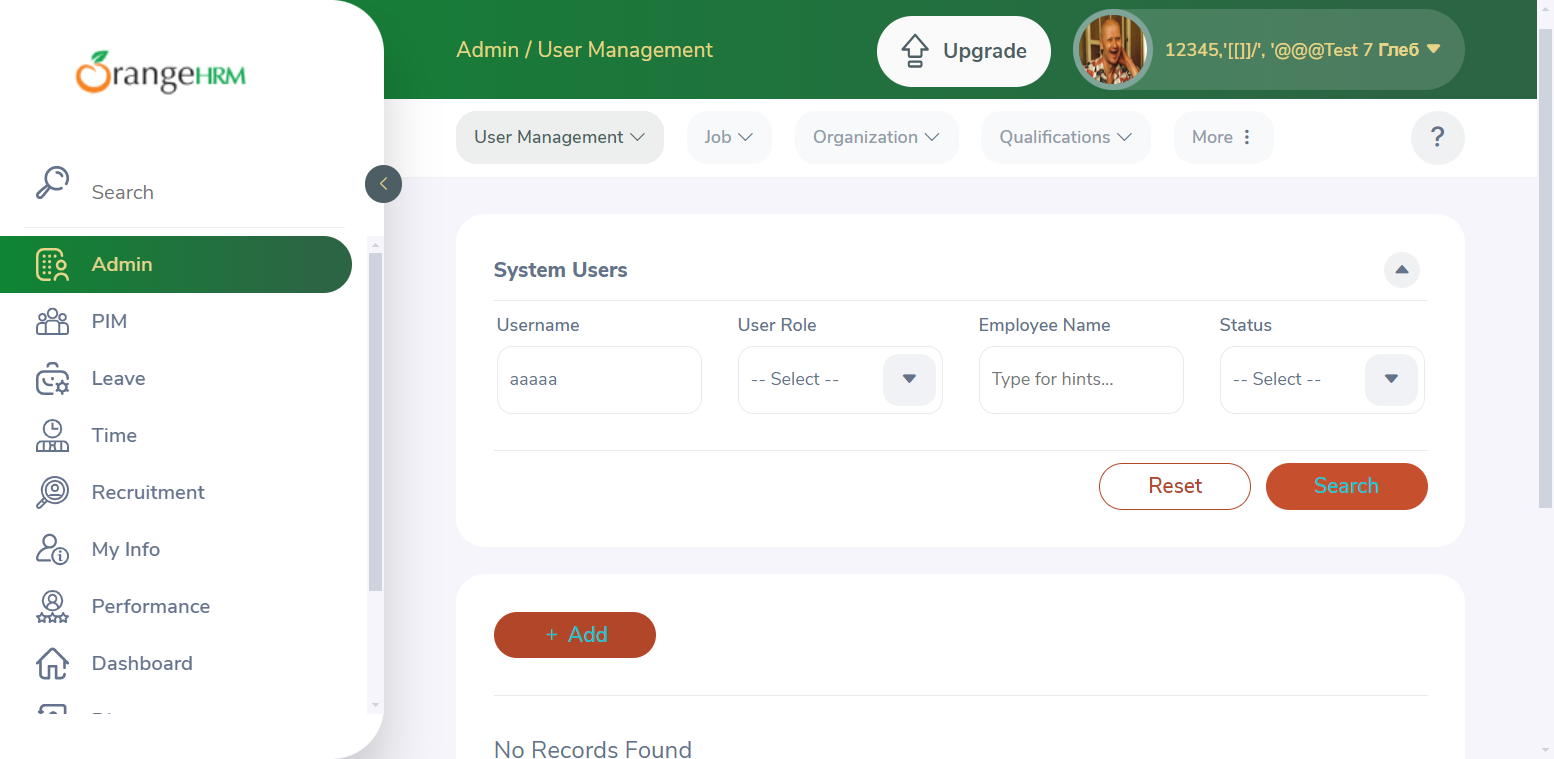 OrangeHRM
Search
Admin
PIM
Leave
Time
Recruitment
My Info
Performance
Dashboard
Admin / User Management
Upgrade
12345,'[[]]/', '@@@Test 7 Глеб
User Management
Job
Organization
Qualifications
More
?
System Users
Username
User Role
Employee Name
Status
aaaaa
-- Select --
Type for hints...
-- Select --
Reset
Search
+ Add
No Records Found